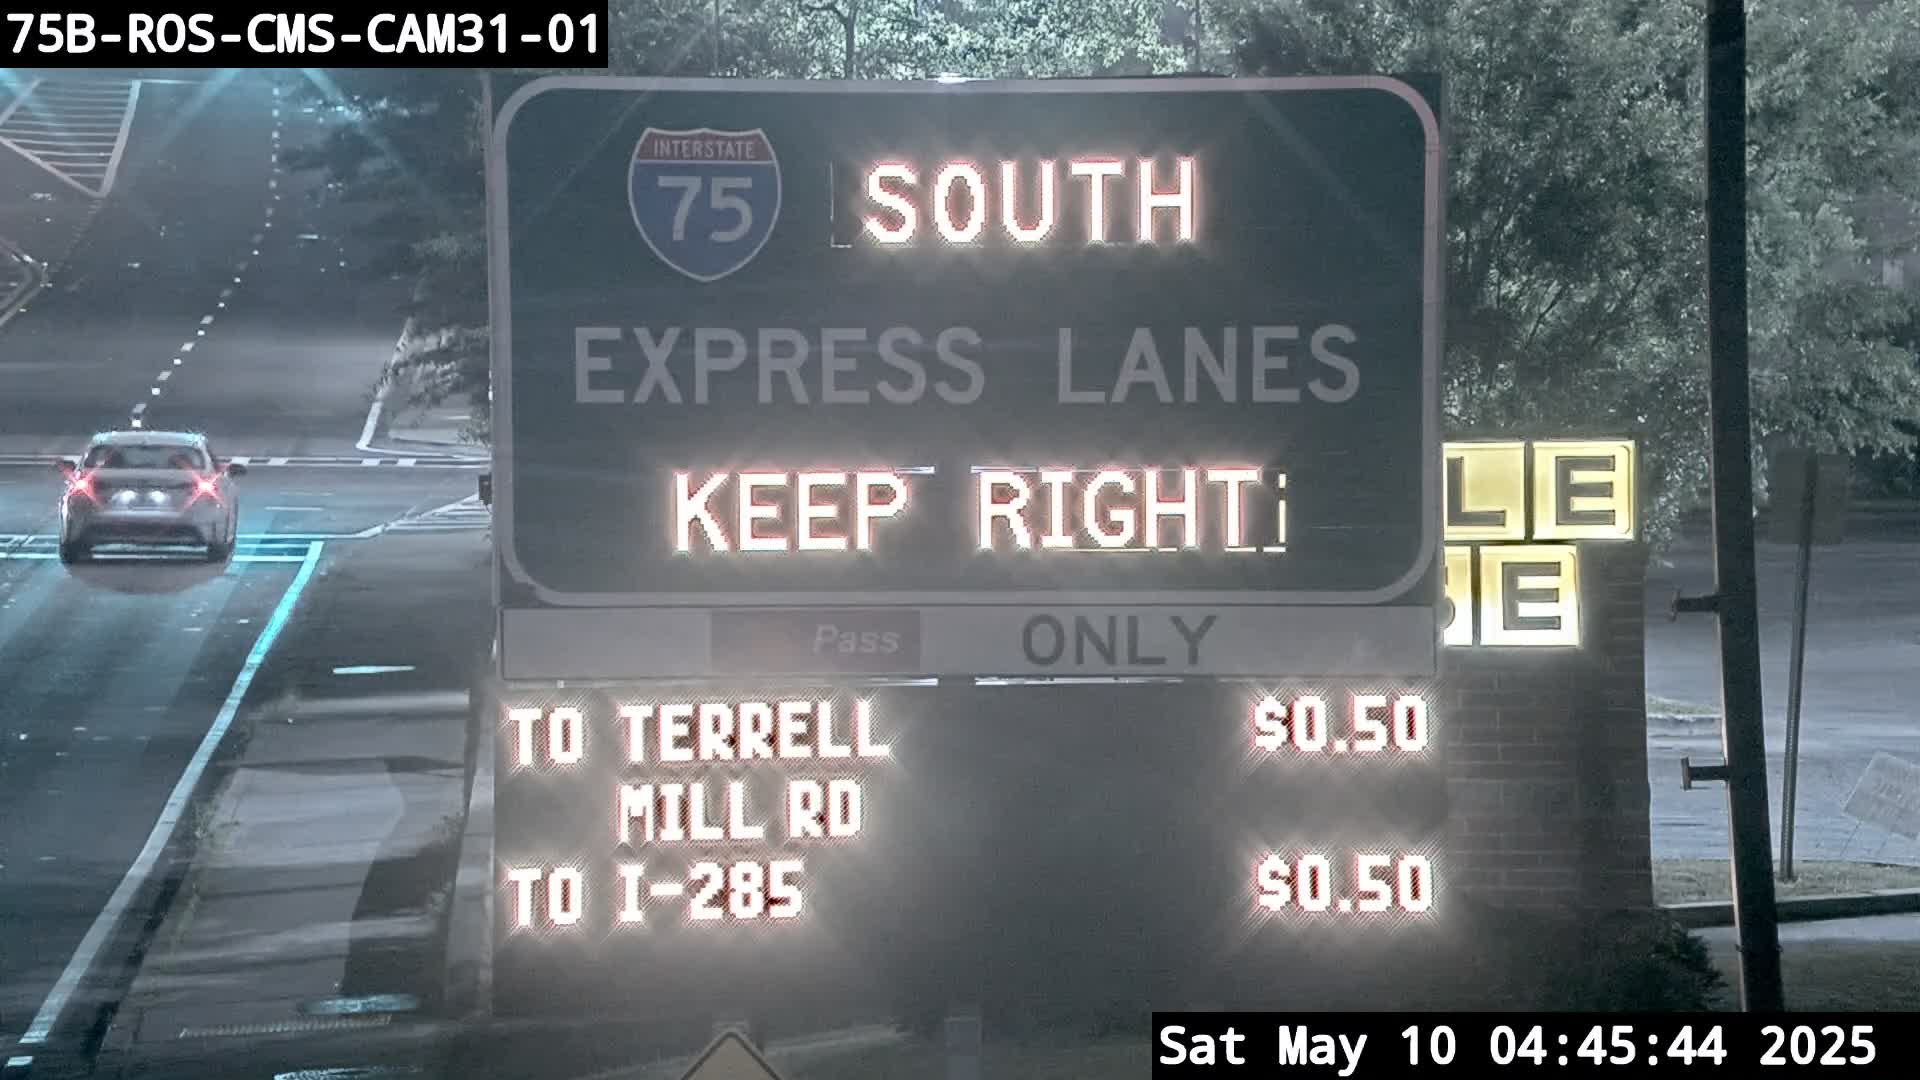 75B-ROS-CMS-CAM31-01
INTERSTATE
75
SOUTH
EXPRESS LANES
KEEP RIGHT
Pass ONLY
TO TERRELL $0.50
MILL RD
TO I-285 $0.50
LE
E
Sat May 10 04:45:44 2025